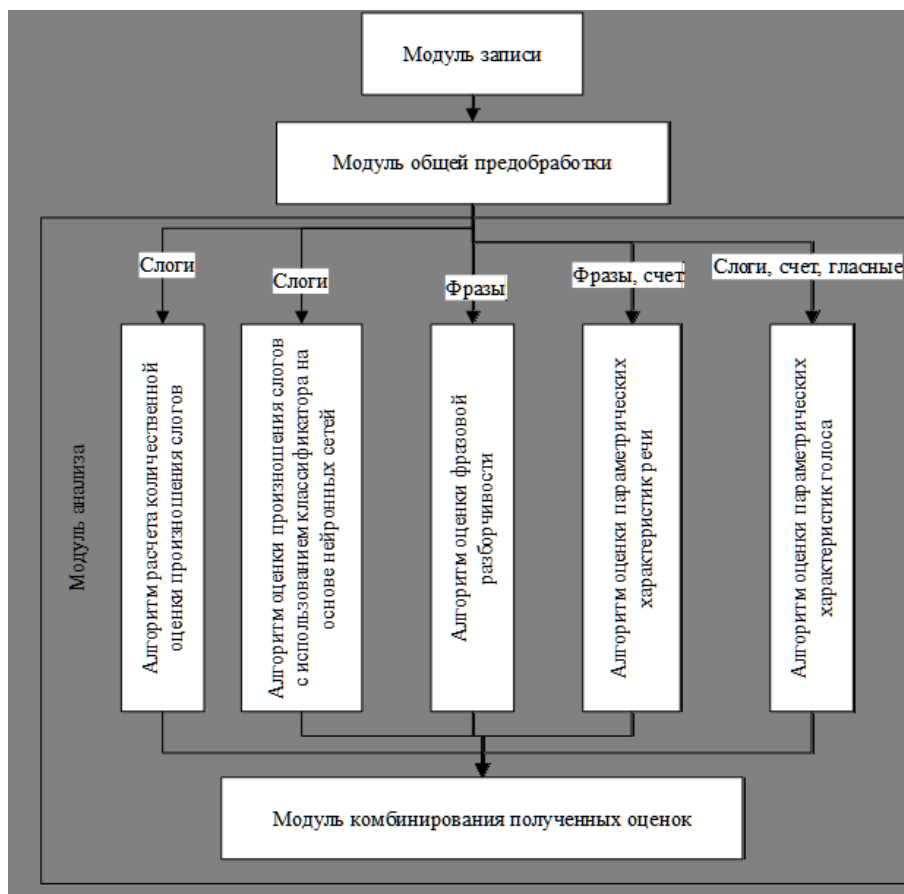 Модуль записи
Модуль общей предобработки
Слоги
Слоги
Фразы
Фразы, счет
Слоги, счет, гласные
Модуль анализа
Алгоритм расчета количественной
оценки произношения слогов
Алгоритм оценки произношения слогов
с использованием классификатора на
основе нейронных сетей
Алгоритм оценки фразовой
разборчивости
Алгоритм оценки параметрических
характеристик речи
Алгоритм оценки параметрических
характеристик голоса
Модуль комбинирования полученных оценок